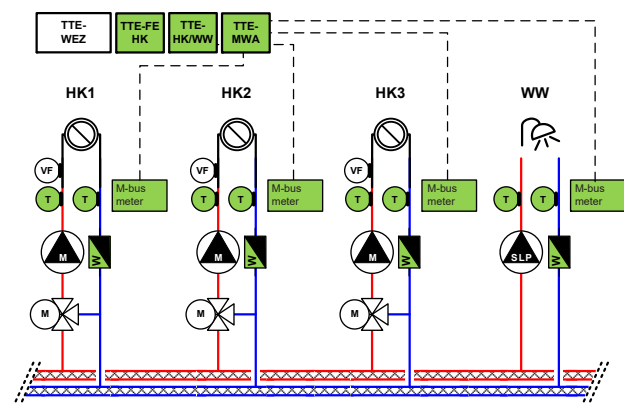 TTE-
WEZ
TTE-FE
HK
TTE-
HK/WW
TTE-
MWA
HK1
HK2
HK3
WW
VF
VF
VF
T
T
M-bus
meter
T
T
M-bus
meter
T
T
M-bus
meter
T
T
M-bus
meter
M
W
M
W
M
W
SLP
W
M
M
M